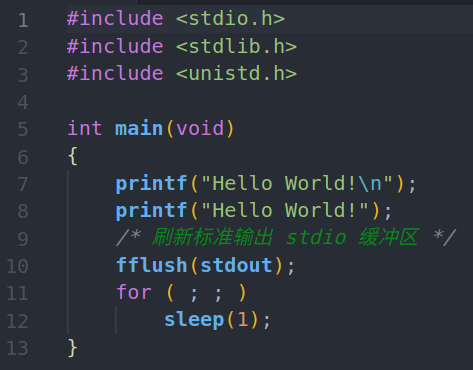 1 #include <stdio.h>
2 #include <stdlib.h>
3 #include <unistd.h>
4
5 int main(void)
6 {
7     printf("Hello World!\n");
8     printf("Hello World!");
9     /* 刷新标准输出 stdio 缓冲区 */
10     fflush(stdout);
11     for ( ; ; )
12         sleep(1);
13 }